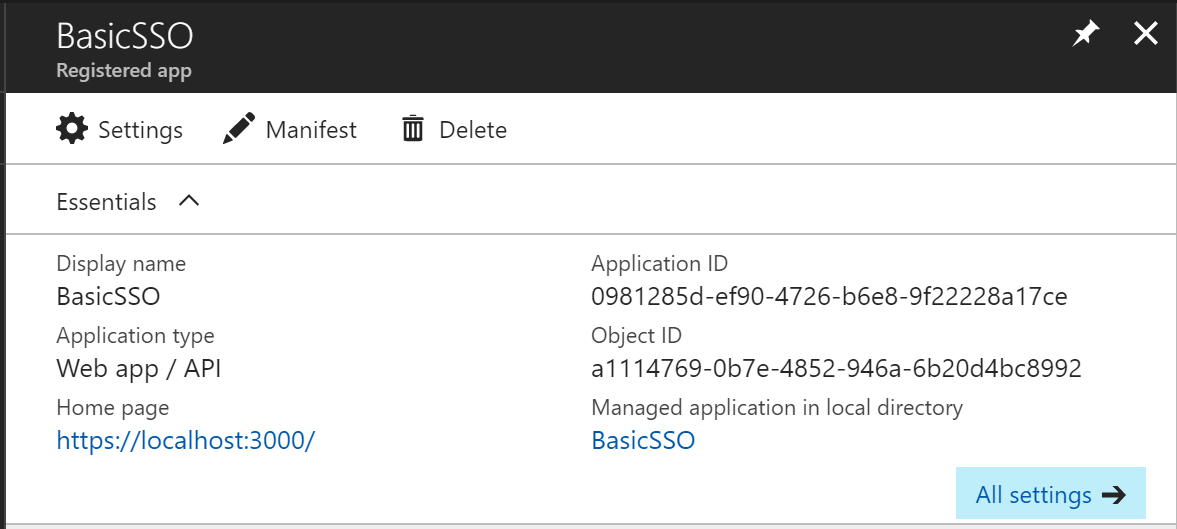 BasicSSO
Registered app
Settings Manifest Delete
Essentials
Display name
BasicSSO
Application type
Web app / API
Home page
https://localhost:3000/
Application ID
0981285d-ef90-4726-b6e8-9f22228a17ce
Object ID
a1114769-0b7e-4852-946a-6b20d4bc8992
Managed application in local directory
BasicSSO
All settings